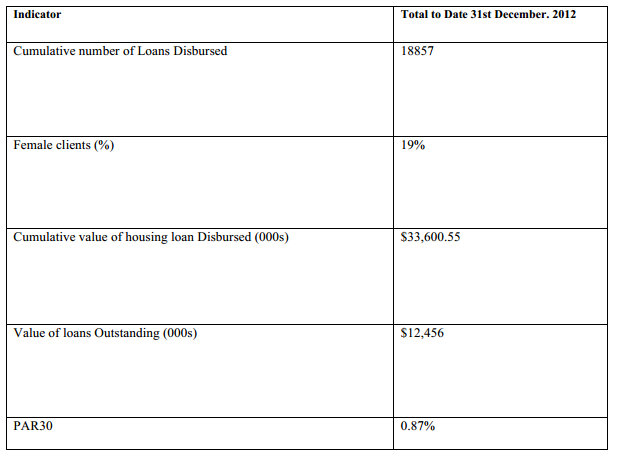 Indicator Total to Date 31st December. 2012
Cumulative number of Loans Disbursed 18857
Female clients (%) 19%
Cumulative value of housing loan Disbursed (000s) $33,600.55
Value of loans Outstanding (000s) $12,456
PAR30 0.87%